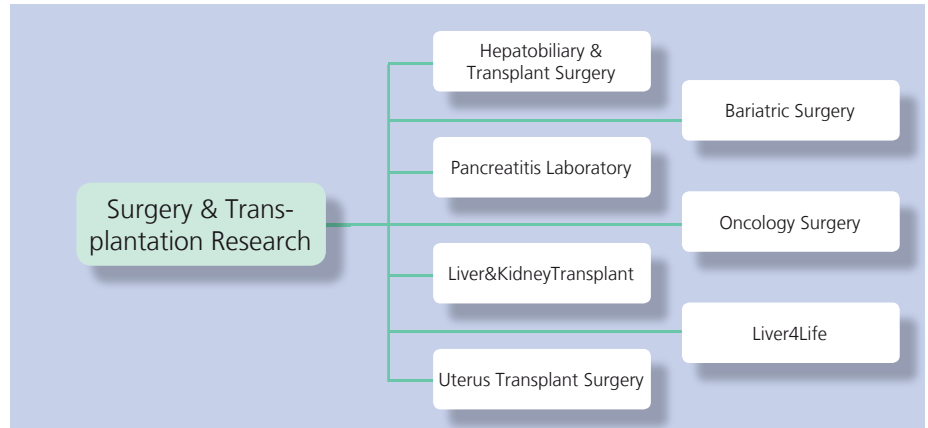 Surgery & Trans-
plantation Research
Hepatobiliary &
Transplant Surgery
Bariatric Surgery
Pancreatitis Laboratory
Oncology Surgery
Liver&KidneyTransplant
Liver4Life
Uterus Transplant Surgery